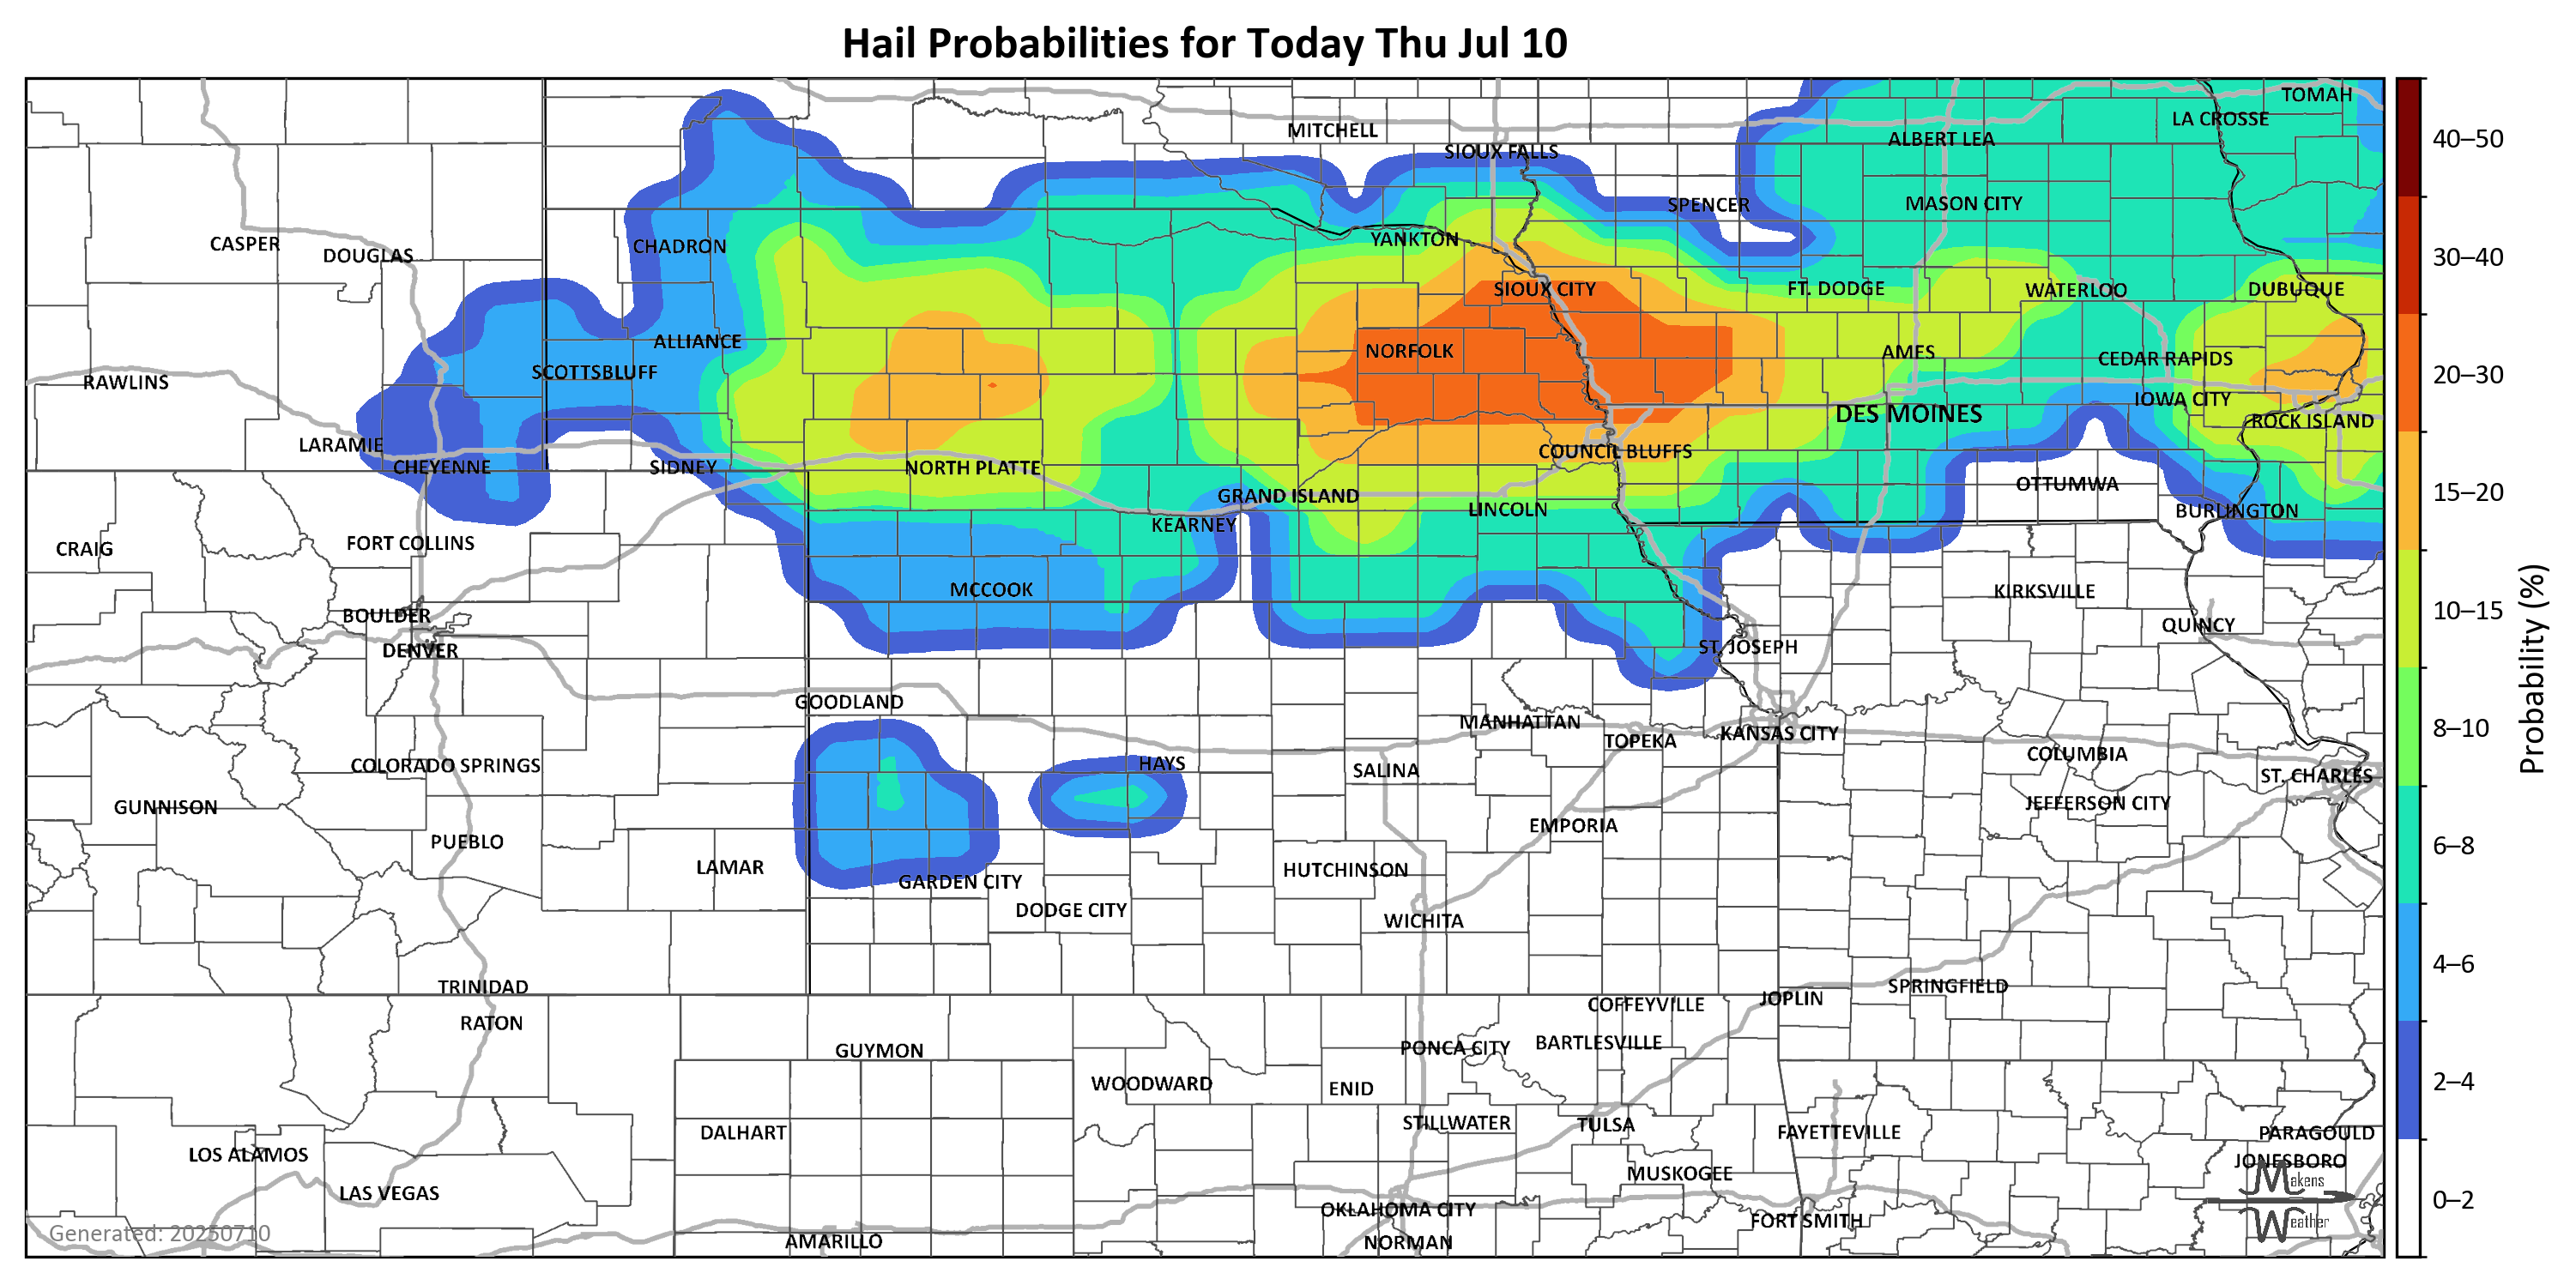 Hail Probabilities for Today Thu Jul 10
TOMAH
LA CROSSE
MITCHELL
ALBERT LEA
SIOUX FALLS
SPENCER
MASON CITY
YANKTON
CASPER
CHADRON
DOUGLAS
SIOUX CITY
FT. DODGE
WATERLOO
DUBUQUE
ALLIANCE
NORFOLK
AMES
CEDAR RAPIDS
SCOTTSBLUFF
RAWLINS
IOWA CITY
DES MOINES
ROCK ISLAND
LARAMIE
COUNCIL BLUFFS
CHEYENNE
SIDNEY
NORTH PLATTE
OTTUMWA
GRAND ISLAND
LINCOLN
BURLINGTON
KEARNEY
CRAIG
FORT COLLINS
MCCOOK
KIRKSVILLE
BOULDER
QUINCY
DENVER
ST. JOSEPH
GOODLAND
MANHATTAN
TOPEKA
KANSAS CITY
COLUMBIA
COLORADO SPRINGS
HAYS
SALINA
ST. CHARLES
GUNNISON
JEFFERSON CITY
EMPORIA
PUEBLO
LAMAR
HUTCHINSON
GARDEN CITY
DODGE CITY
WICHITA
TRINIDAD
SPRINGFIELD
JOPLIN
COFFEYVILLE
RATON
BARTLESVILLE
PONCA CITY
GUYMON
WOODWARD
ENID
STILLWATER
TULSA
DALHART
FAYETTEVILLE
PARAGOULD
LOS ALAMOS
JONESBORO
MUSKOGEE
LAS VEGAS
OKLAHOMA CITY
FORT SMITH
AMARILLO
NORMAN
Generated: 20250710
Makens
Weather
40–50
30–40
20–30
15–20
10–15
8–10
6–8
4–6
2–4
0–2
Probability (%)